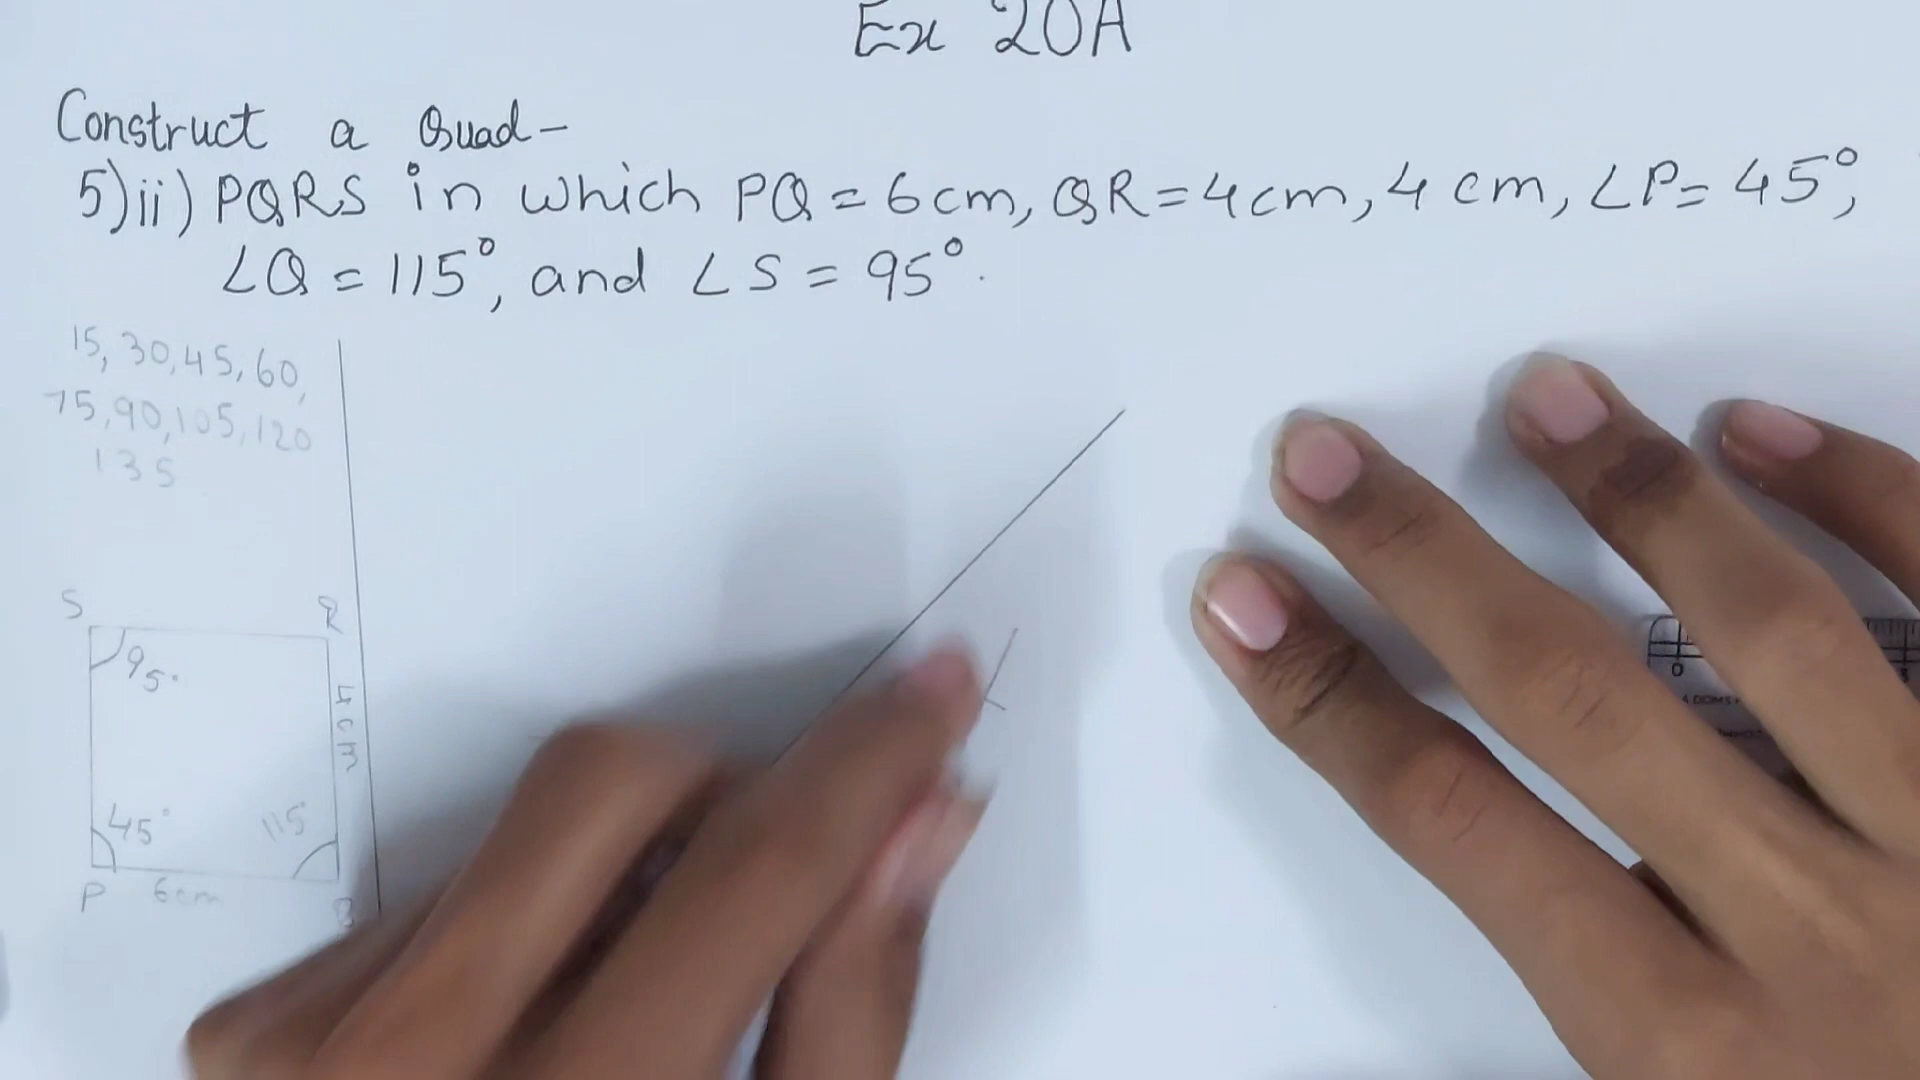 Ex 20A
Construct a Quad-
5)ii) PQRS in which PQ = 6cm, QR = 4cm, 4 cm, ∠P = 45°,
∠Q = 115°, and ∠S = 95°.
15, 30, 45, 60,
75, 90, 105, 120
135
S R
95°
4cm
45° 115°
P 6cm Q
0